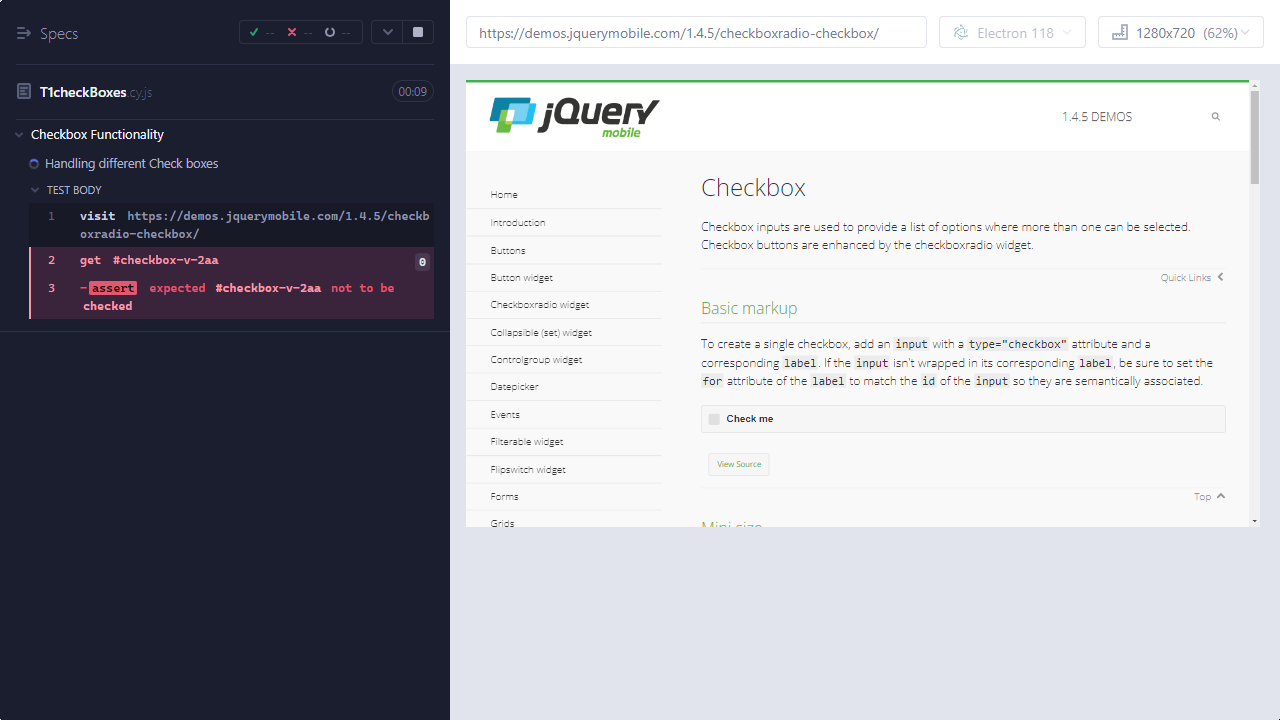 Specs
-- -- --
T1checkBoxes.cy.js 00:09
Checkbox Functionality
Handling different Check boxes
TEST BODY
1 visit https://demos.jquerymobile.com/1.4.5/checkb
oxradio-checkbox/
2 get #checkbox-v-2aa 0
3 -assert expected #checkbox-v-2aa not to be
checked
https://demos.jquerymobile.com/1.4.5/checkboxradio-checkbox/
Electron 118
1280x720 (62%)
jQuery
mobile
1.4.5 DEMOS
Home
Introduction
Buttons
Button widget
Checkboxradio widget
Collapsible (set) widget
Controlgroup widget
Datepicker
Events
Filterable widget
Flipswitch widget
Forms
Grids
Checkbox
Checkbox inputs are used to provide a list of options where more than one can be selected.
Checkbox buttons are enhanced by the checkboxradio widget.
Quick Links
Basic markup
To create a single checkbox, add an input with a type="checkbox" attribute and a
corresponding label. If the input isn't wrapped in its corresponding label, be sure to set the
for attribute of the label to match the id of the input so they are semantically associated.
Check me
View Source
Top
Mini size